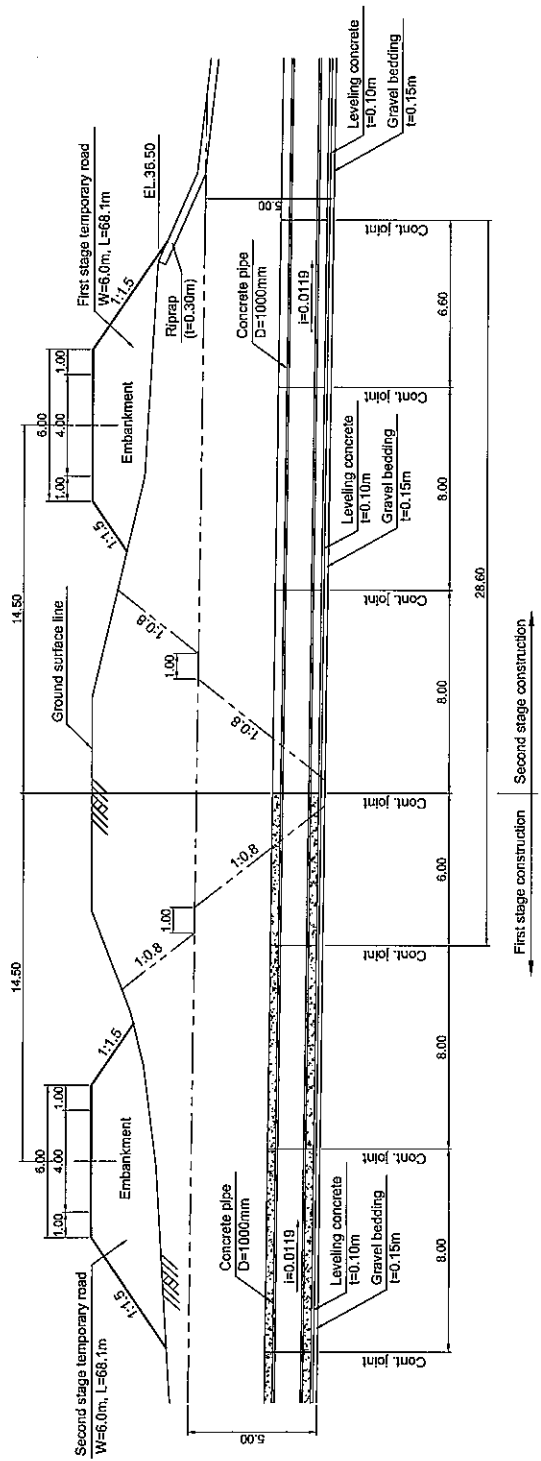 14.50
14.50
Second stage temporary road
W=6.0m, L=68.1m
6.00
1.00
4.00
1.00
1:1.5
Embankment
1:1.5
Ground surface line
First stage temporary road
W=6.0m, L=68.1m
6.00
1.00
4.00
1.00
1:1.5
Embankment
1:1.5
EL.36.50
Riprap
(t=0.30m)
1:0.8
1.00
1:0.8
1:0.8
1.00
1:0.8
5.00
5.00
Concrete pipe
D=1000mm
i=0.0119
Leveling concrete
t=0.10m
Gravel bedding
t=0.15m
Concrete pipe
D=1000mm
i=0.0119
Leveling concrete
t=0.10m
Gravel bedding
t=0.15m
Leveling concrete
t=0.10m
Gravel bedding
t=0.15m
Cont. joint
Cont. joint
Cont. joint
Cont. joint
Cont. joint
Cont. joint
Cont. joint
8.00
8.00
6.00
8.00
8.00
6.60
28.60
First stage construction
Second stage construction